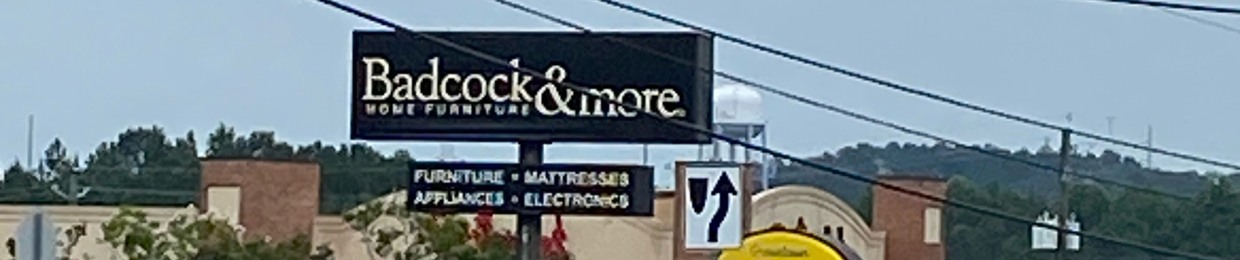 Badcock & more
HOME FURNITURE
FURNITURE • MATTRESSES
APPLIANCES • ELECTRONICS